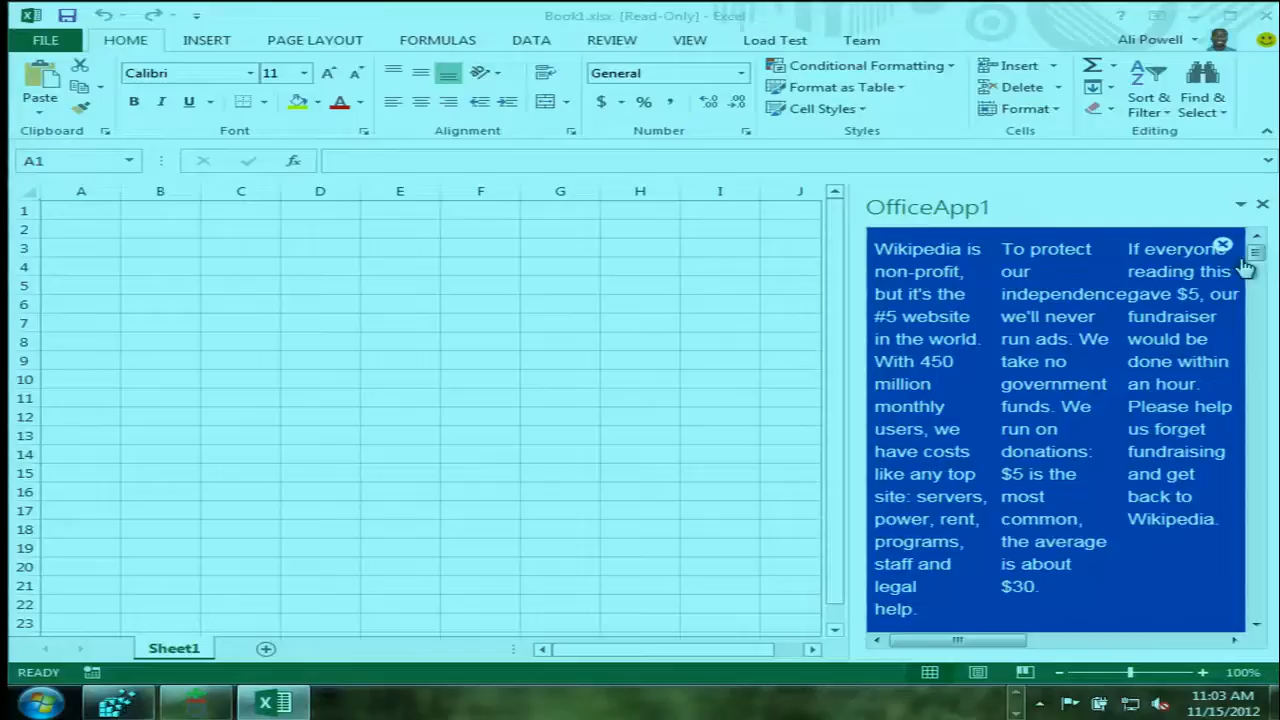 Book1.xlsx [Read-Only] - Excel
FILE HOME INSERT PAGE LAYOUT FORMULAS DATA REVIEW VIEW Load Test Team Ali Powell
Paste
Calibri 11
B I U A
General
$ % ,
Conditional Formatting
Format as Table
Cell Styles
Insert
Delete
Format
Sort &
Filter
Find &
Select
Clipboard Font Alignment Number Styles Cells Editing
A1 fx
A B C D E F G H I J
1
2
3
4
5
6
7
8
9
10
11
12
13
14
15
16
17
18
19
20
21
22
23
OfficeApp1
Wikipedia is
non-profit,
but it's the
#5 website
in the world.
With 450
million
monthly
users, we
have costs
like any top
site: servers,
power, rent,
programs,
staff and
legal
help.
To protect
our
independence
we'll never
run ads. We
take no
government
funds. We
run on
donations:
$5 is the
most
common,
the average
is about
$30.
If everyone
reading this
gave $5, our
fundraiser
would be
done within
an hour.
Please help
us forget
fundraising
and get
back to
Wikipedia.
Sheet1
READY 100%
11:03 AM
11/15/2012